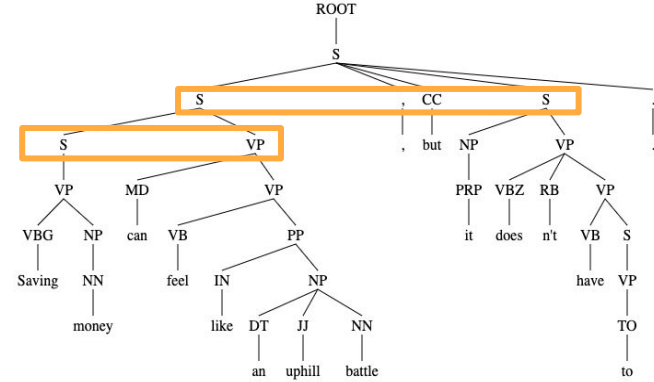 ROOT
S
S , CC S .
S VP , but NP VP .
VP MD VP PRP VBZ RB VP
VBG NP can VB PP it does n't VB S
Saving NN feel IN NP have VP
money like DT JJ NN TO
an uphill battle to